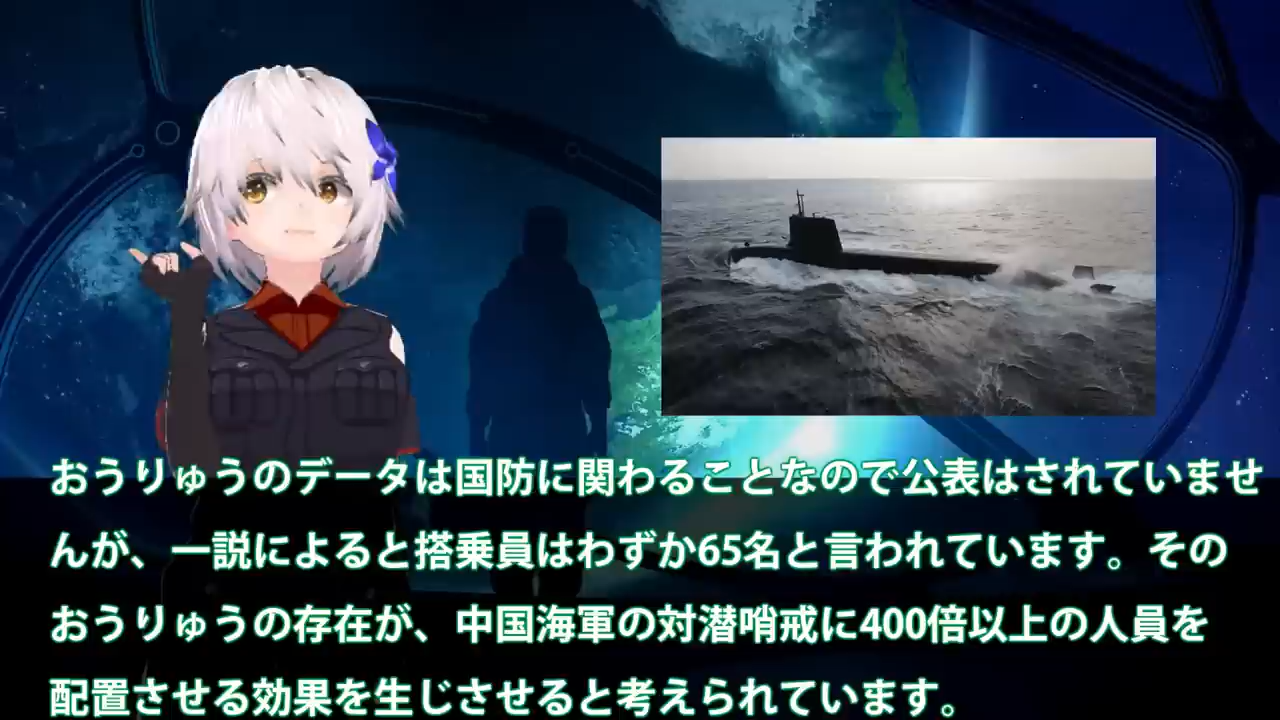 おうりゅうのデータは国防に関わることなので公表はされていませ
んが、一説によると搭乗員はわずか65名と言われています。その
おうりゅうの存在が、中国海軍の対潜哨戒に400倍以上の人員を
配置させる効果を生じさせると考えられています。